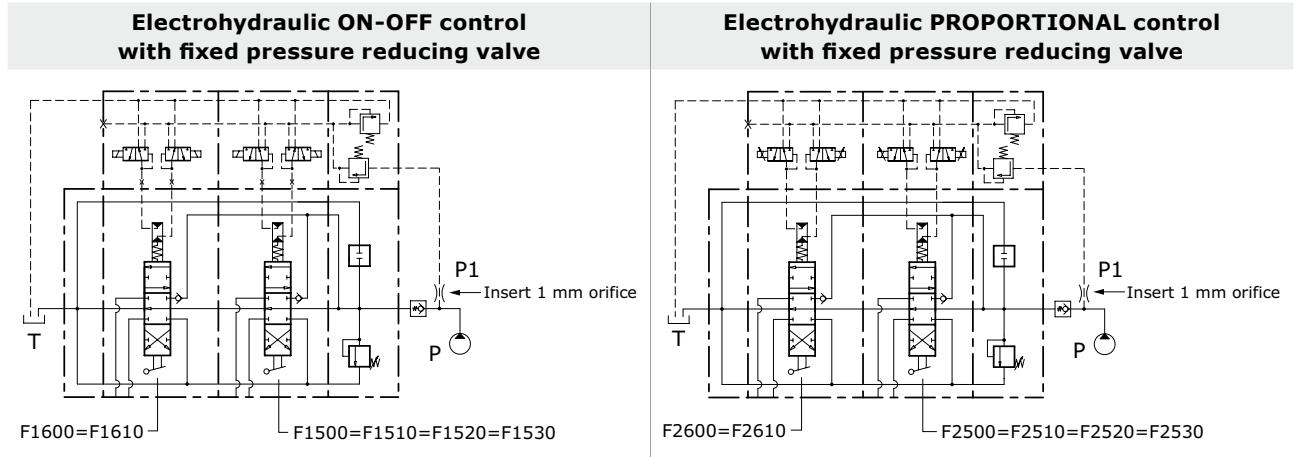 Electrohydraulic ON-OFF control
with fixed pressure reducing valve
P1
Insert 1 mm orifice
T
P
F1600=F1610
F1500=F1510=F1520=F1530
Electrohydraulic PROPORTIONAL control
with fixed pressure reducing valve
P1
Insert 1 mm orifice
T
P
F2600=F2610
F2500=F2510=F2520=F2530